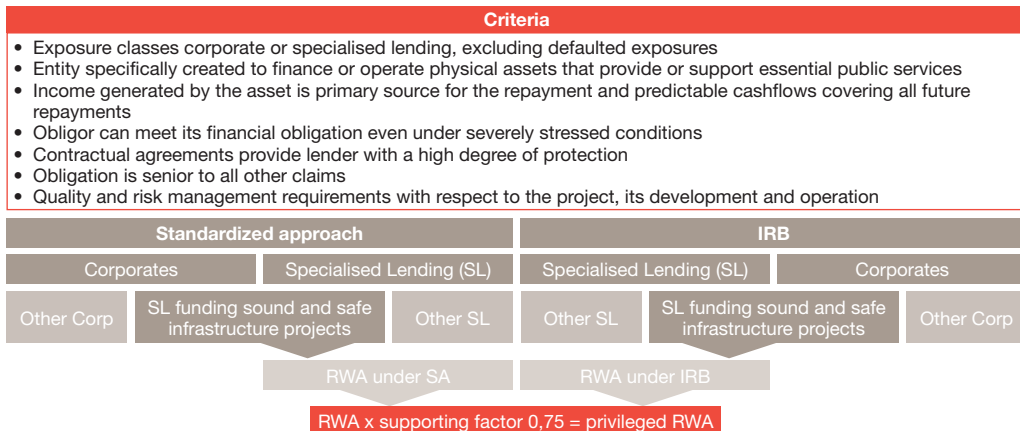 Criteria
• Exposure classes corporate or specialised lending, excluding defaulted exposures
• Entity specifically created to finance or operate physical assets that provide or support essential public services
• Income generated by the asset is primary source for the repayment and predictable cashflows covering all future
repayments
• Obligor can meet its financial obligation even under severely stressed conditions
• Contractual agreements provide lender with a high degree of protection
• Obligation is senior to all other claims
• Quality and risk management requirements with respect to the project, its development and operation
Standardized approach
IRB
Corporates
Specialised Lending (SL)
Specialised Lending (SL)
Corporates
Other Corp
SL funding sound and safe
infrastructure projects
Other SL
Other SL
SL funding sound and safe
infrastructure projects
Other Corp
RWA under SA
RWA under IRB
RWA x supporting factor 0,75 = privileged RWA